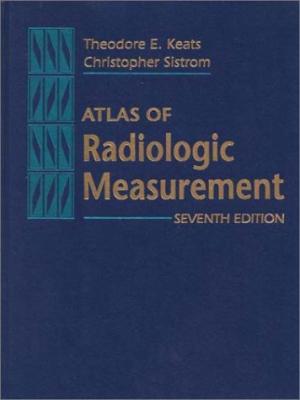 Theodore E. Keats
Christopher Sistrom
ATLAS OF
Radiologic
Measurement
SEVENTH EDITION